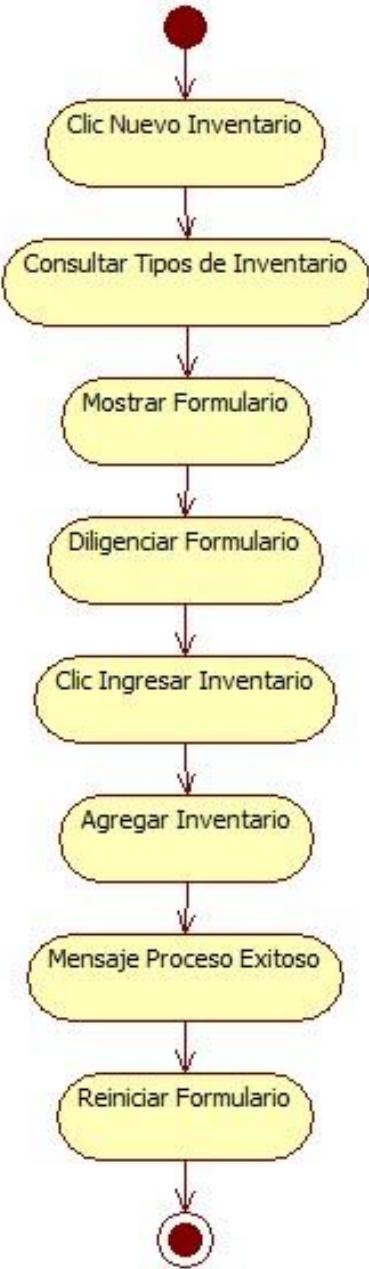 Clic Nuevo Inventario
Consultar Tipos de Inventario
Mostrar Formulario
Diligenciar Formulario
Clic Ingresar Inventario
Agregar Inventario
Mensaje Proceso Exitoso
Reiniciar Formulario